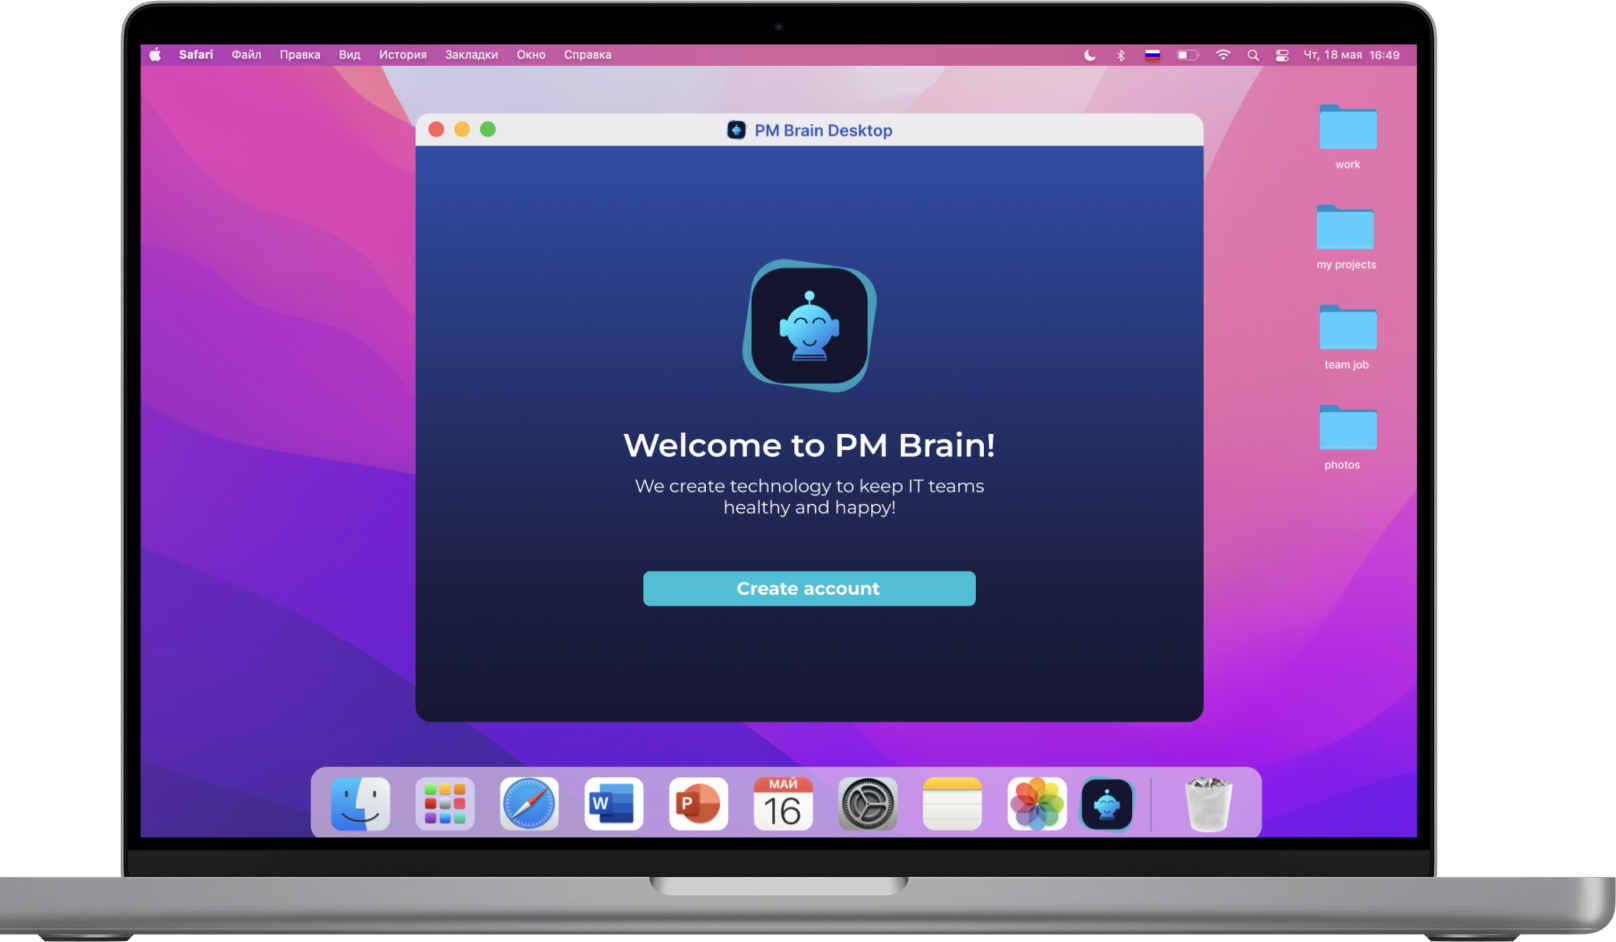 Safari Файл Правка Вид История Закладки Окно Справка Чт, 18 мая 16:49
PM Brain Desktop
work
my projects
team job
photos
Welcome to PM Brain!
We create technology to keep IT teams
healthy and happy!
Create account
W
P
МАЙ
16